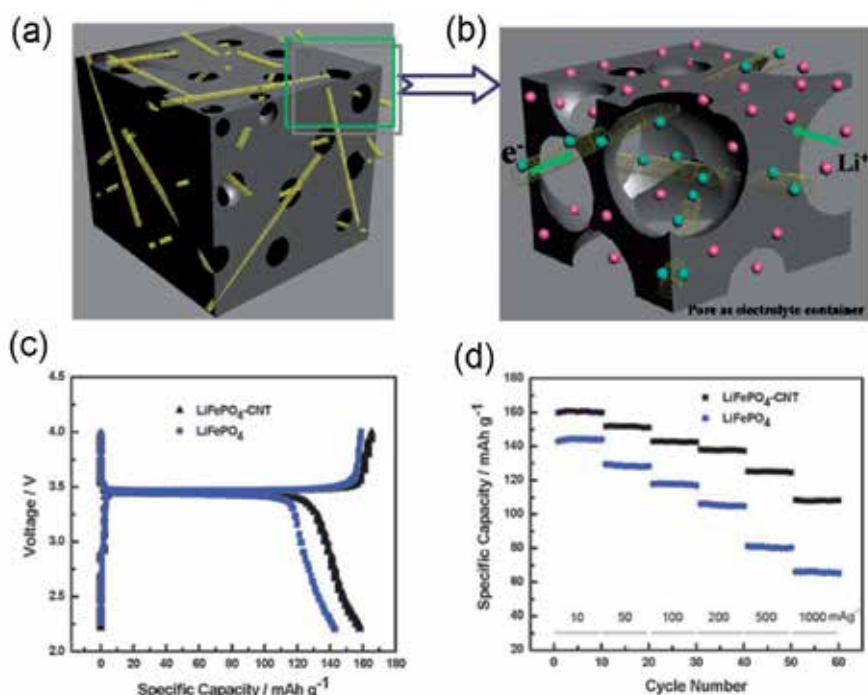 (a)
(b)
e-
Li+
Pore as electrolyte container
(c)
4.5
4.0
3.5
3.0
2.5
2.0
Voltage / V
LiFePO4-CNT
LiFePO4
0 20 40 60 80 100 120 140 160 180
Specific Capacity / mAh g-1
(d)
180
160
140
120
100
80
60
40
20
Specific Capacity / mAh g-1
LiFePO4-CNT
LiFePO4
10 50 100 200 500 1000 mAg-1
0 10 20 30 40 50 60
Cycle Number